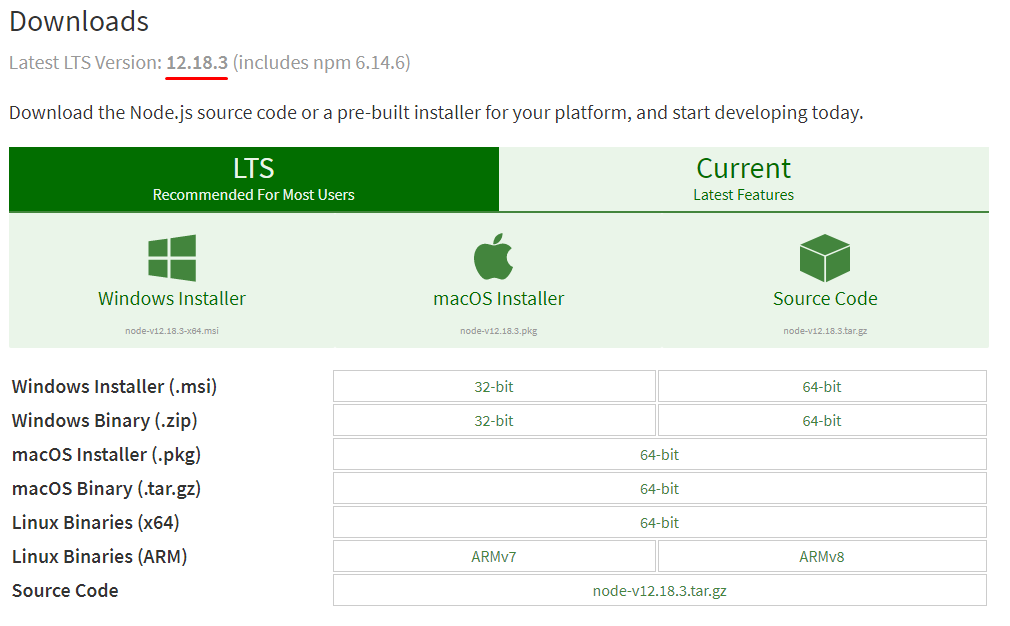 Downloads
Latest LTS Version: 12.18.3 (includes npm 6.14.6)
Download the Node.js source code or a pre-built installer for your platform, and start developing today.
LTS
Recommended For Most Users
Current
Latest Features
Windows Installer
node-v12.18.3-x64.msi
macOS Installer
node-v12.18.3.pkg
Source Code
node-v12.18.3.tar.gz
Windows Installer (.msi) 32-bit 64-bit
Windows Binary (.zip) 32-bit 64-bit
macOS Installer (.pkg) 64-bit
macOS Binary (.tar.gz) 64-bit
Linux Binaries (x64) 64-bit
Linux Binaries (ARM) ARMv7 ARMv8
Source Code node-v12.18.3.tar.gz